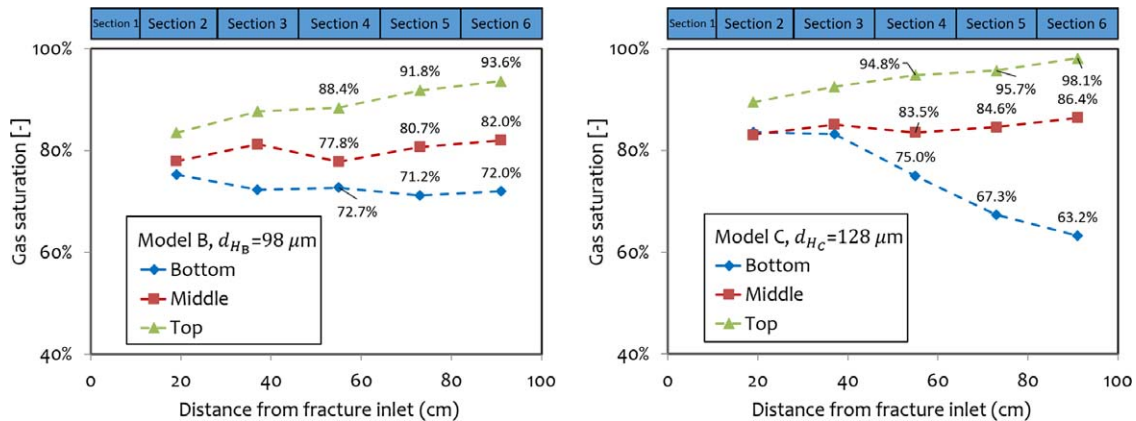 Section 1 Section 2 Section 3 Section 4 Section 5 Section 6
100%
80%
60%
40%
Gas saturation [-]
93.6%
91.8%
88.4%
82.0%
80.7%
77.8%
71.2%
72.0%
72.7%
Model B, d_{H_B}=98 μm
Bottom
Middle
Top
0 20 40 60 80 100
Distance from fracture inlet (cm)
Section 1 Section 2 Section 3 Section 4 Section 5 Section 6
100%
80%
60%
40%
Gas saturation [-]
94.8%
95.7%
98.1%
86.4%
84.6%
83.5%
75.0%
67.3%
63.2%
Model C, d_{H_C}=128 μm
Bottom
Middle
Top
0 20 40 60 80 100
Distance from fracture inlet (cm)